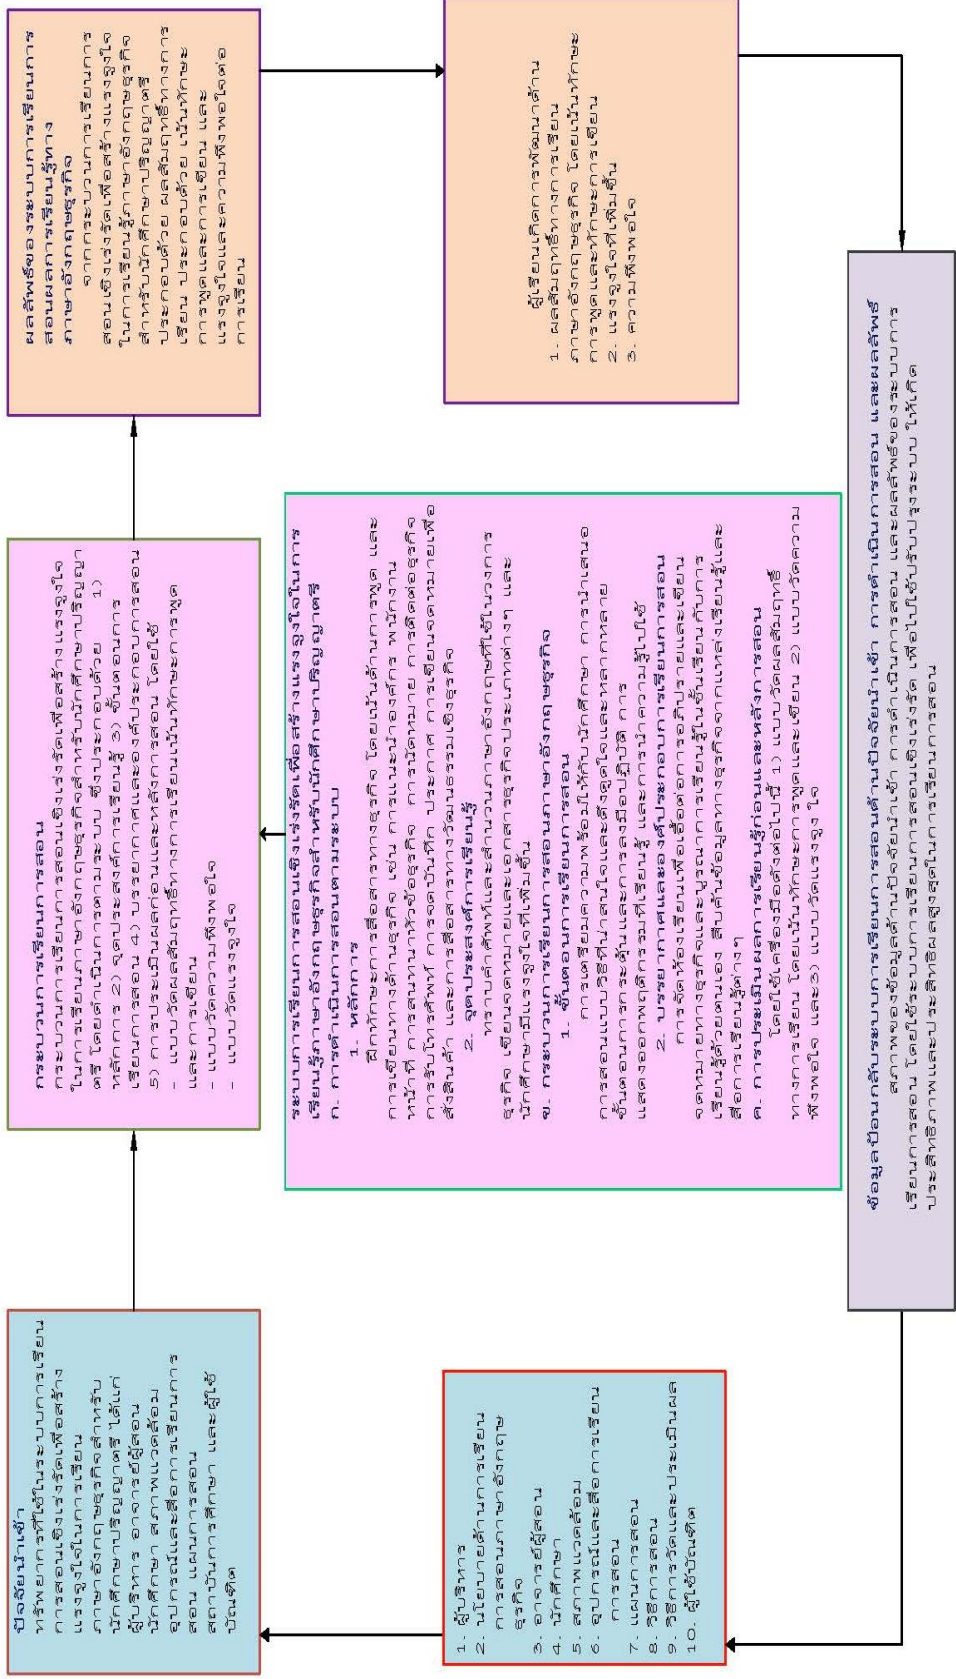 ปัจจัยนำเข้า
ทรัพยากรที่ใช้ในระบบการเรียน
การสอนเชิงเร่งรัดเพื่อสร้าง
แรงจูงใจในการเรียน
ภาษาอังกฤษธุรกิจสำหรับ
นักศึกษาปริญญาตรี ได้แก่
ผู้บริหาร อาจารย์ผู้สอน
นักศึกษา สภาพแวดล้อม
อุปกรณ์และสื่อการเรียนการ
สอน แผนการสอน
สถาบันการศึกษา และผู้ใช้
บัณฑิต
1. ผู้บริหาร
2. นโยบายด้านการเรียน
การสอนภาษาอังกฤษ
ธุรกิจ
3. อาจารย์ผู้สอน
4. นักศึกษา
5. สภาพแวดล้อม
6. อุปกรณ์และสื่อการเรียน
การสอน
7. แผนการสอน
8. วิธีการสอน
9. วิธีการวัดและประเมินผล
10. ผู้ใช้บัณฑิต
กระบวนการเรียนการสอน
กระบวนการเรียนการสอนเชิงเร่งรัดเพื่อสร้างแรงจูงใจ
ในการเรียนภาษาอังกฤษธุรกิจสำหรับนักศึกษาปริญญา
ตรี โดยดำเนินการตามระบบ ซึ่งประกอบด้วย 1)
หลักการ 2) จุดประสงค์การเรียนรู้ 3) ขั้นตอนการ
เรียนการสอน 4) บรรยากาศและองค์ประกอบการสอน
5) การประเมินผลก่อนและหลังการสอน โดยใช้
- แบบวัดผลสัมฤทธิ์ทางการเรียนเน้นทักษะการพูด
และการเขียน
- แบบวัดความพึงพอใจ
- แบบวัดแรงจูงใจ
ระบบการเรียนการสอนเชิงเร่งรัดเพื่อสร้างแรงจูงใจในการ
เรียนรู้ภาษาอังกฤษธุรกิจสำหรับนักศึกษาปริญญาตรี
ก. การดำเนินการสอนตามระบบ
1. หลักการ
ฝึกทักษะการสื่อสารทางธุรกิจ โดยเน้นด้านการพูด และ
การเขียนทางด้านธุรกิจ เช่น การแนะนำองค์กร พนักงาน
หน้าที่ การสนทนาหัวข้อธุรกิจ การนัดหมาย การติดต่อธุรกิจ
การรับโทรศัพท์ การจดบันทึก ประกาศ การเขียนจดหมายเพื่อ
สั่งสินค้า และการสื่อสารทางวัฒนธรรมเชิงธุรกิจ
2. จุดประสงค์การเรียนรู้
ทราบคำศัพท์และสำนวนภาษาอังกฤษที่ใช้ในวงการ
ธุรกิจ เขียนจดหมายและเอกสารธุรกิจประเภทต่างๆ และ
นักศึกษามีแรงจูงใจที่เพิ่มขึ้น
ข. กระบวนการเรียนการสอนภาษาอังกฤษธุรกิจ
1. ขั้นตอนการเรียนการสอน
การเตรียมความพร้อมให้กับนักศึกษา การนำเสนอ
การสอนแบบวิธีที่น่าสนใจและดึงดูดใจและหลากหลาย
ขั้นตอนการกระตุ้นและการลงมือปฏิบัติ การ
แสดงออกพฤติกรรมที่เรียนรู้ และการนำความรู้ไปใช้
2. บรรยากาศและองค์ประกอบการเรียนการสอน
การจัดห้องเรียนเพื่อเอื้อต่อการอภิปรายและเขียน
จดหมายทางธุรกิจและบูรณาการเรียนรู้ในชั้นเรียนกับการ
เรียนรู้ด้วยตนเอง สืบค้นข้อมูลทางธุรกิจจากแหล่งเรียนรู้และ
สื่อการเรียนรู้ต่างๆ
ค. การประเมินผลการเรียนรู้ก่อนและหลังการสอน
โดยใช้เครื่องมือดังต่อไปนี้ 1) แบบวัดผลสัมฤทธิ์
ทางการเรียน โดยเน้นทักษะการพูดและเขียน 2) แบบวัดความ
พึงพอใจ และ3) แบบวัดแรงจูง ใจ
ผลลัพธ์ของระบบการเรียนการ
สอนผลการเรียนรู้ทาง
ภาษาอังกฤษธุรกิจ
จากกระบวนการเรียนการ
สอนเชิงเร่งรัดเพื่อสร้างแรงจูงใจ
ในการเรียนรู้ภาษาอังกฤษธุรกิจ
สำหรับนักศึกษาปริญญาตรี
ประกอบด้วย ผลสัมฤทธิ์ทางการ
เรียน ประกอบด้วย เน้นทักษะ
การพูดและการเขียน และ
แรงจูงใจและความพึงพอใจต่อ
การเรียน
ผู้เรียนเกิดการพัฒนาด้าน
1. ผลสัมฤทธิ์ทางการเรียน
ภาษาอังกฤษธุรกิจ โดยเน้นทักษะ
การพูดและทักษะการเขียน
2. แรงจูงใจที่เพิ่มขึ้น
3. ความพึงพอใจ
ข้อมูลป้อนกลับระบบการเรียนการสอนด้านปัจจัยนำเข้า การดำเนินการสอน และผลลัพธ์
สภาพของข้อมูลด้านปัจจัยนำเข้า การดำเนินการสอน และผลลัพธ์ของระบบการ
เรียนการสอน โดยใช้ระบบการเรียนการสอนเชิงเร่งรัด เพื่อไปใช้ปรับปรุงระบบ ให้เกิด
ประสิทธิภาพและประสิทธิผลสูงสุดในการเรียนการสอน